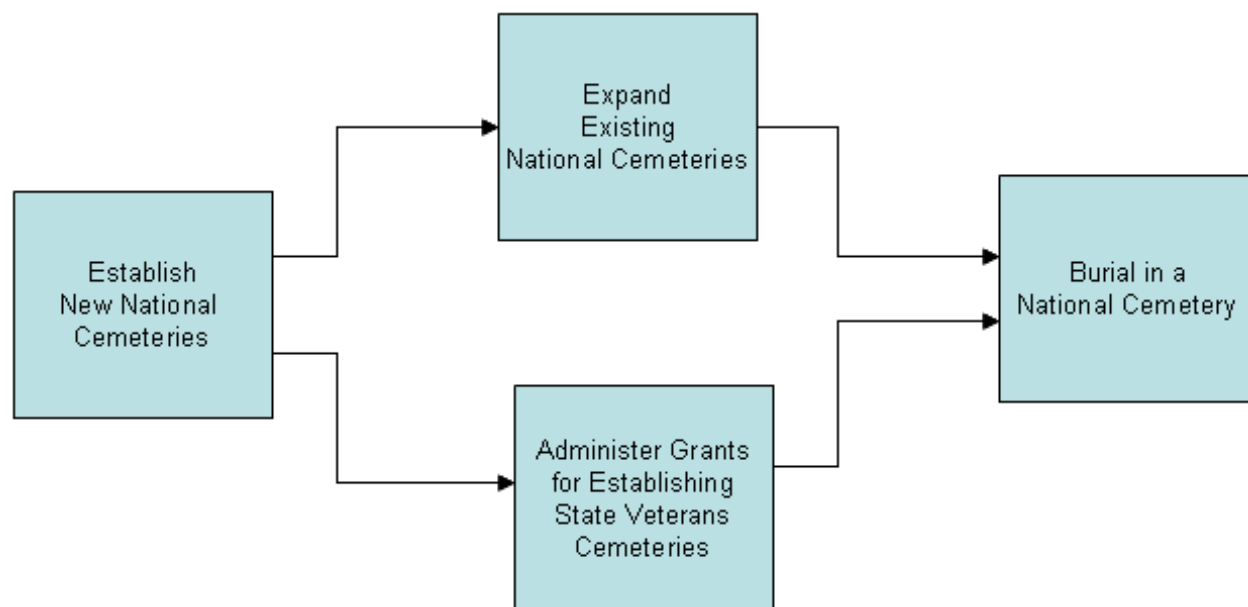 Expand
Existing
National Cemeteries
Establish
New National
Cemeteries
Burial in a
National Cemetery
Administer Grants
for Establishing
State Veterans
Cemeteries